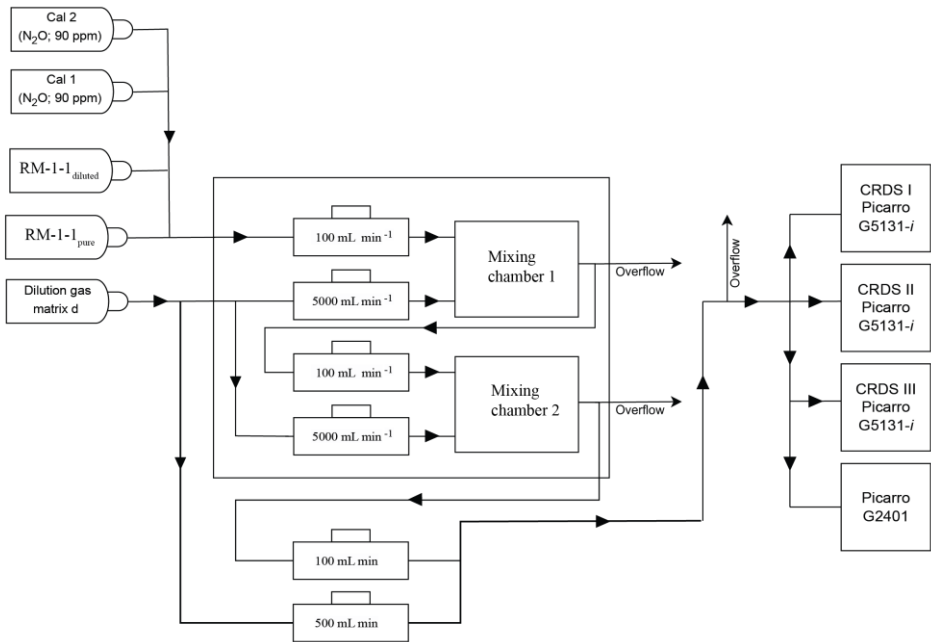 Cal 2
(N₂O; 90 ppm)
Cal 1
(N₂O; 90 ppm)
RM-1-1diluted
RM-1-1pure
Dilution gas
matrix d
100 mL min⁻¹
5000 mL min⁻¹
Mixing
chamber 1
Overflow
100 mL min⁻¹
5000 mL min⁻¹
Mixing
chamber 2
Overflow
100 mL min
500 mL min
Overflow
CRDS I
Picarro
G5131-i
CRDS II
Picarro
G5131-i
CRDS III
Picarro
G5131-i
Picarro
G2401